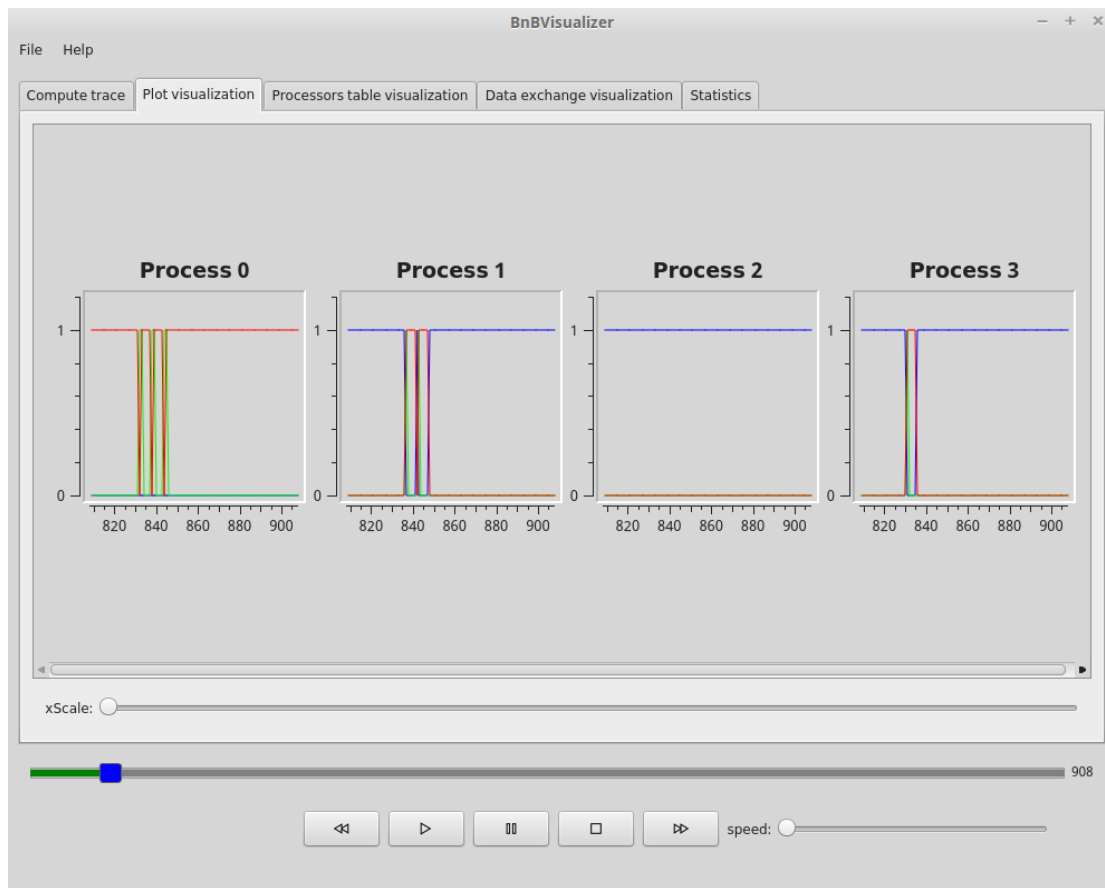 BnBVisualizer
File Help
Compute trace Plot visualization Processors table visualization Data exchange visualization Statistics
Process 0 Process 1 Process 2 Process 3
1 1 1 1
0 0 0 0
820 840 860 880 900 820 840 860 880 900 820 840 860 880 900 820 840 860 880 900
xScale:
908
speed: